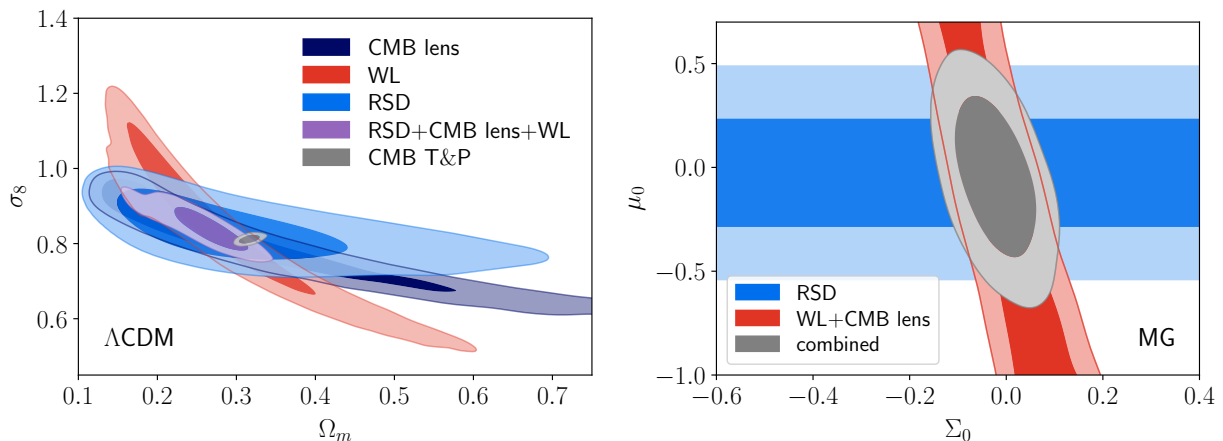 1.4
1.2
1.0
0.8
0.6
σ8
0.1 0.2 0.3 0.4 0.5 0.6 0.7
Ωm
CMB lens
WL
RSD
RSD+CMB lens+WL
CMB T&P
ΛCDM
0.5
0.0
−0.5
−1.0
μ0
−0.6 −0.4 −0.2 0.0 0.2 0.4
Σ0
RSD
WL+CMB lens
combined
MG